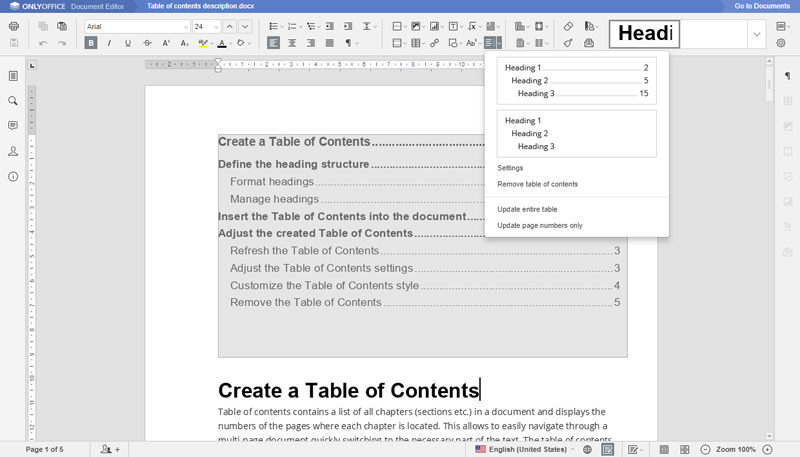 ONLYOFFICE Document Editor
Table of contents description.docx
Go to Documents
Arial
24
Headi
Heading 1 2
Heading 2 5
Heading 3 15
Heading 1
Heading 2
Heading 3
Settings
Remove table of contents
Update entire table
Update page numbers only
Create a Table of Contents
Define the heading structure
Format headings
Manage headings
Insert the Table of Contents into the document
Adjust the created Table of Contents
Refresh the Table of Contents 3
Adjust the Table of Contents settings 3
Customize the Table of Contents style 4
Remove the Table of Contents 5
Create a Table of Contents
Table of contents contains a list of all chapters (sections etc.) in a document and displays the
numbers of the pages where each chapter is located. This allows to easily navigate through a
multi-page document quickly switching to the necessary part of the text. The table of contents
Page 1 of 5
English (United States)
Zoom 100%